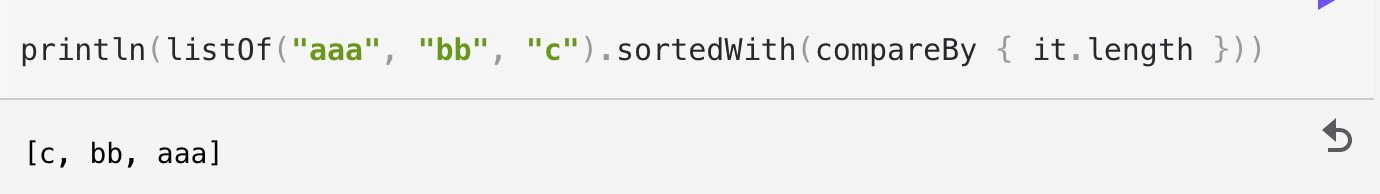 println(listOf("aaa", "bb", "c").sortedWith(compareBy { it.length }))
[c, bb, aaa]